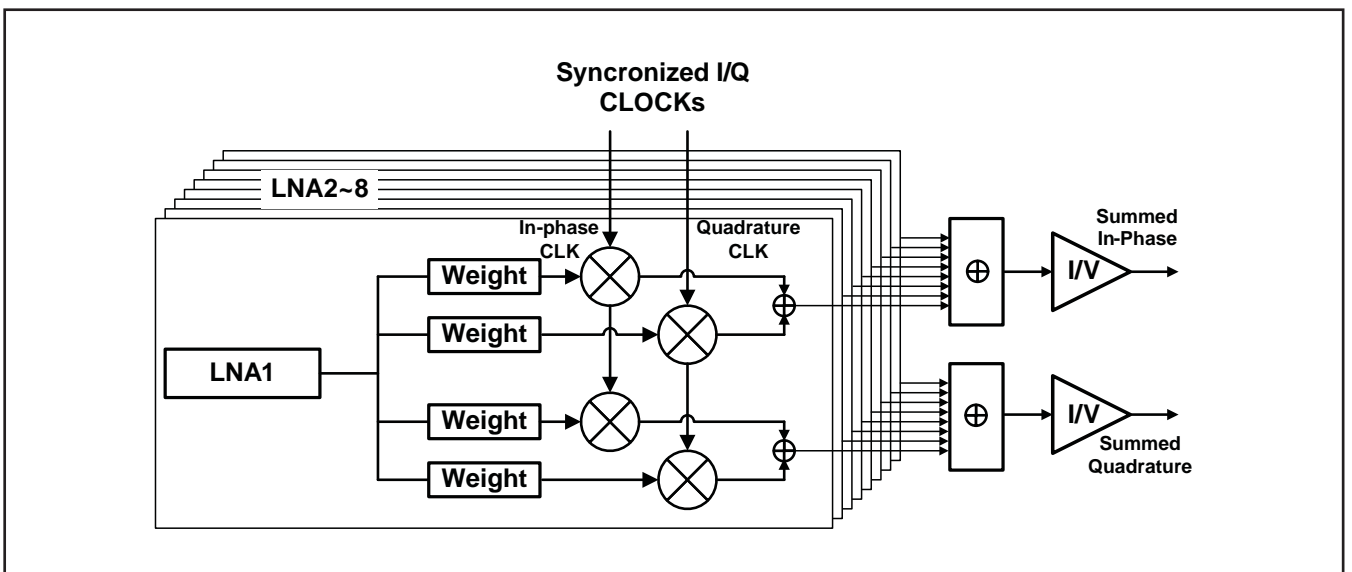 Syncronized I/Q
CLOCKs
LNA2~8
In-phase
CLK
Quadrature
CLK
Summed
In-Phase
Weight
I/V
Weight
LNA1
Weight
I/V
Weight
Summed
Quadrature